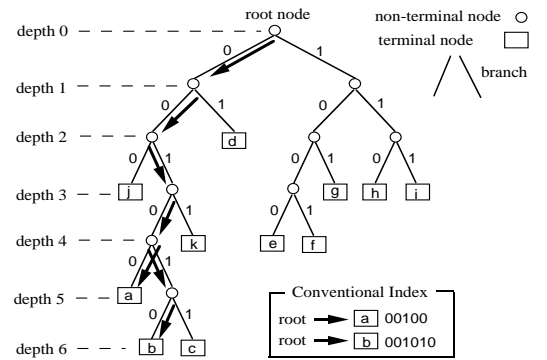 root node
non-terminal node
depth 0
terminal node
0 1
branch
depth 1
0 1 0 1
depth 2
d
0 1 0 1 0 1
depth 3
j g h i
0 1 0 1
depth 4
k e f
0 1
depth 5
a
0 1
depth 6
b c
Conventional Index
root a 00100
root b 001010